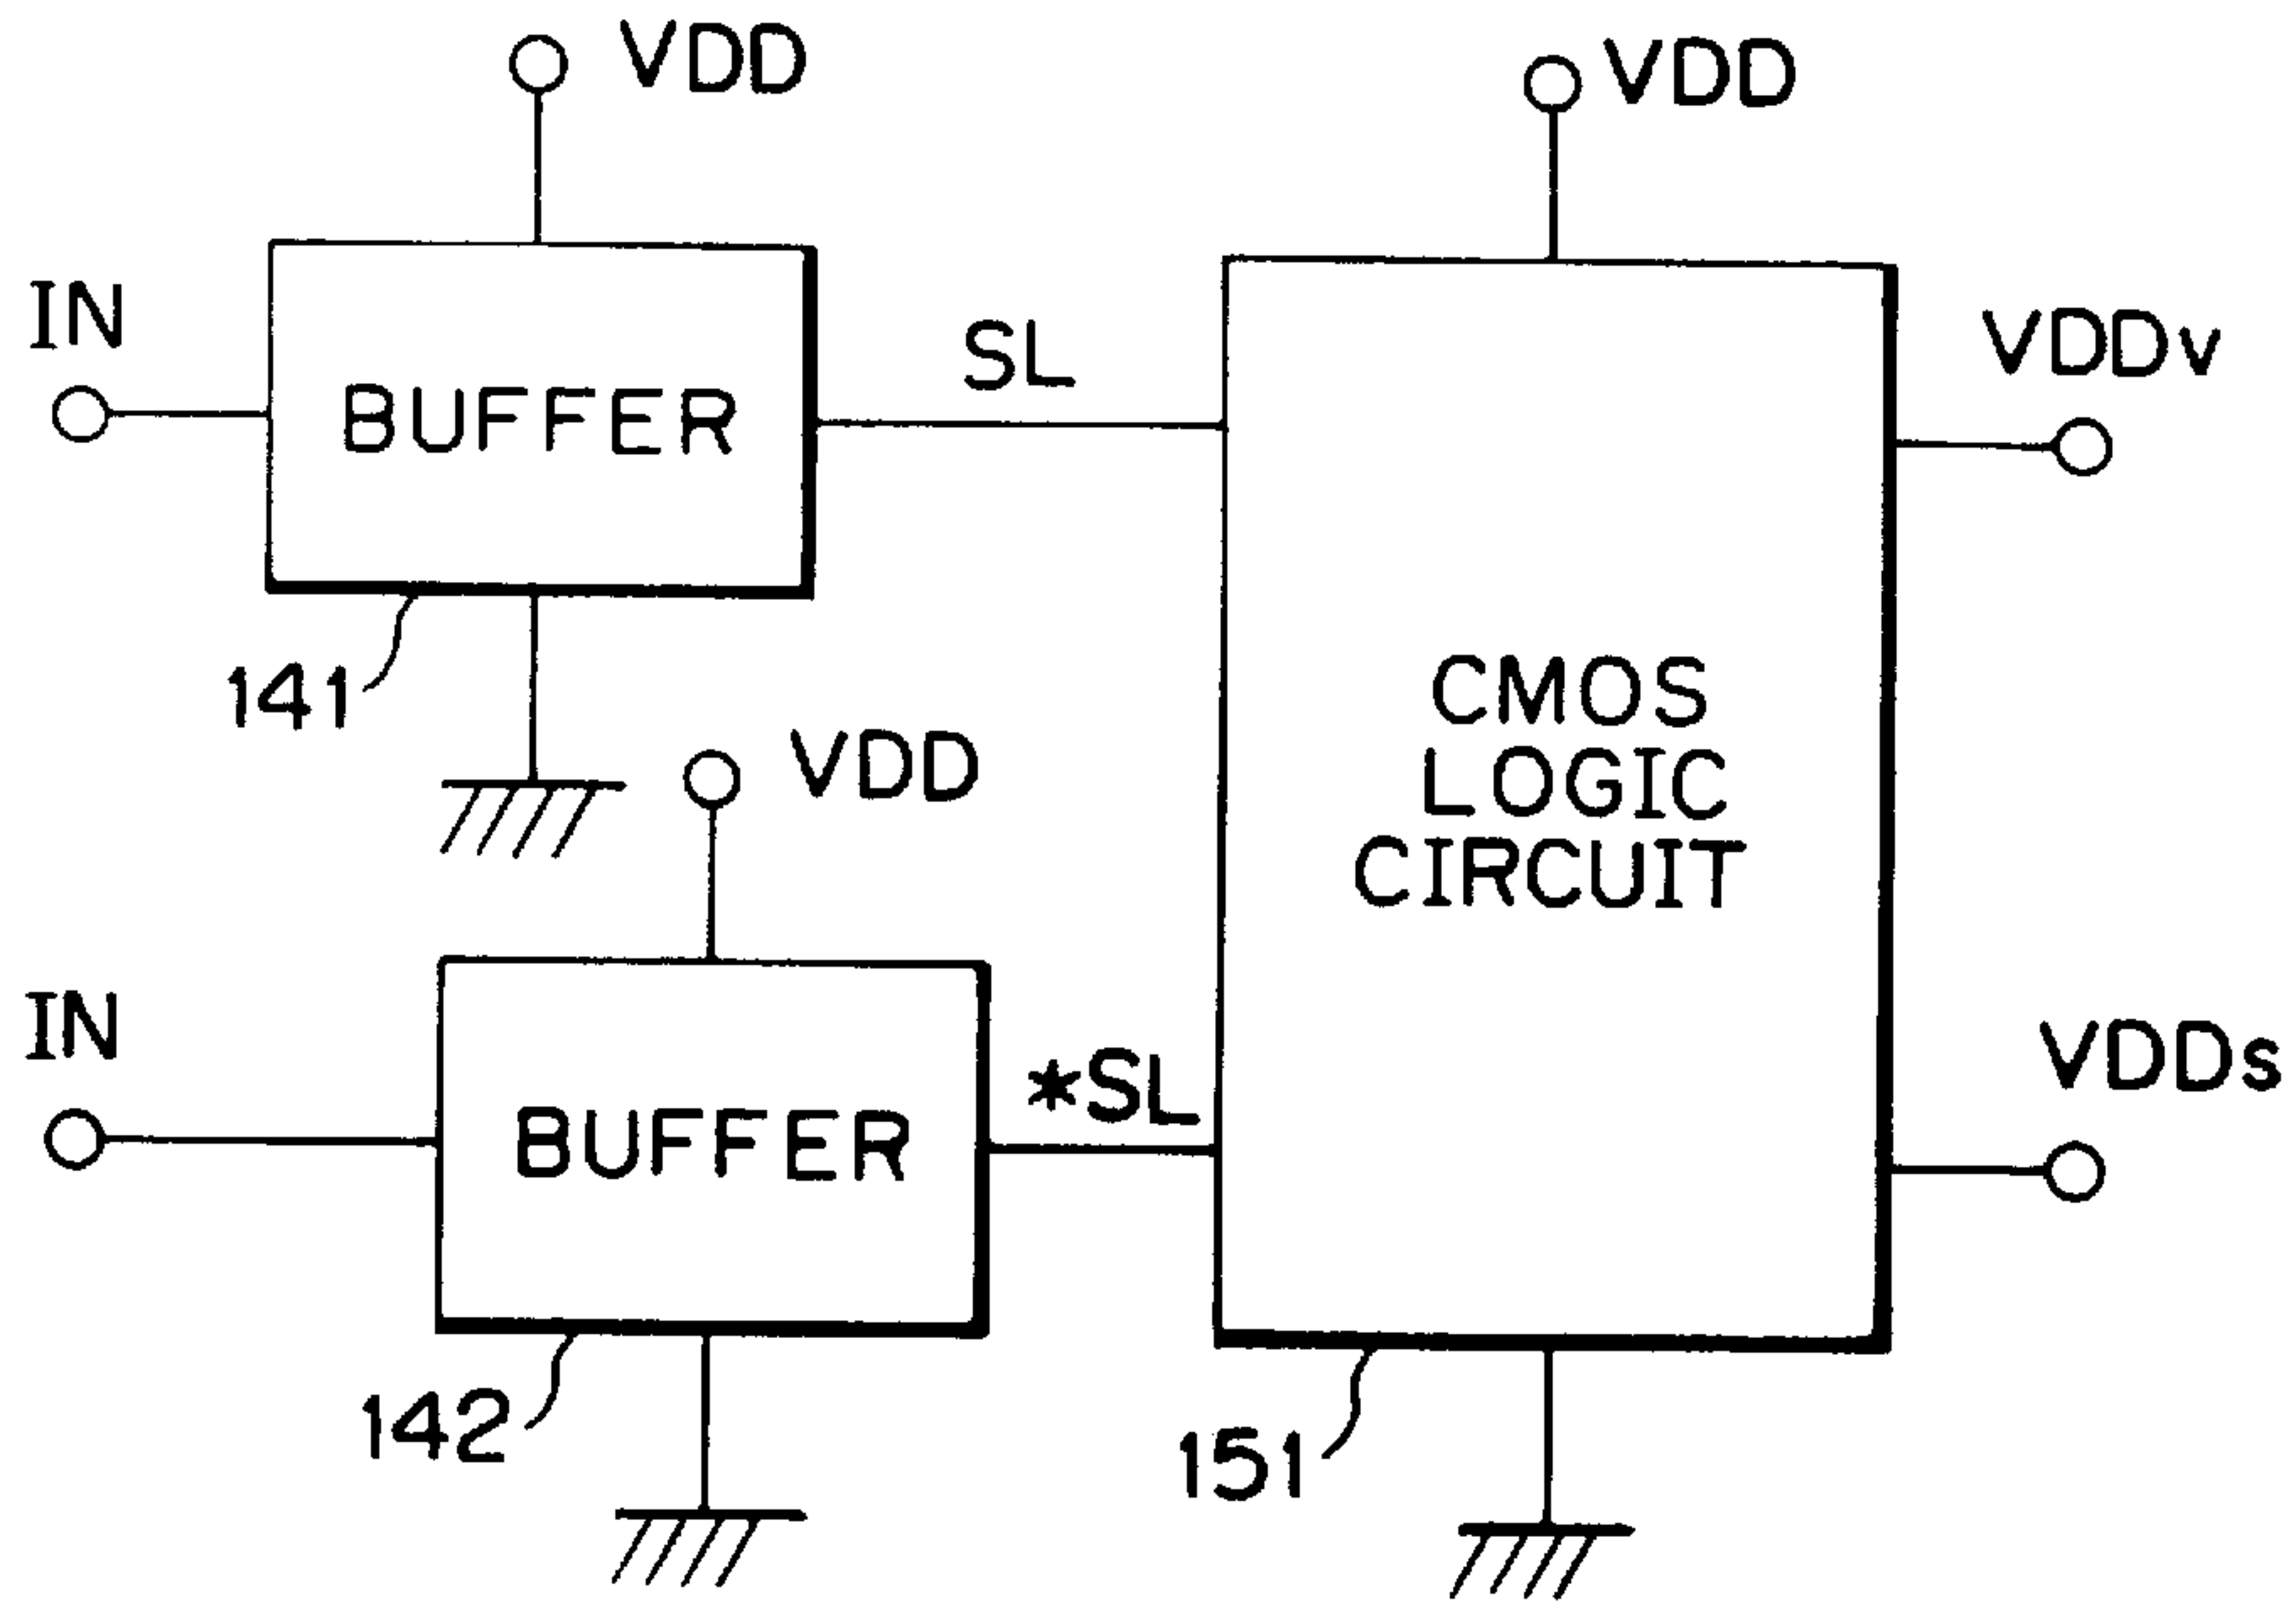 VDD
VDD
IN
BUFFER
SL
VDDv
141
CMOS
LOGIC
CIRCUIT
VDD
IN
BUFFER
*SL
VDDs
142
151